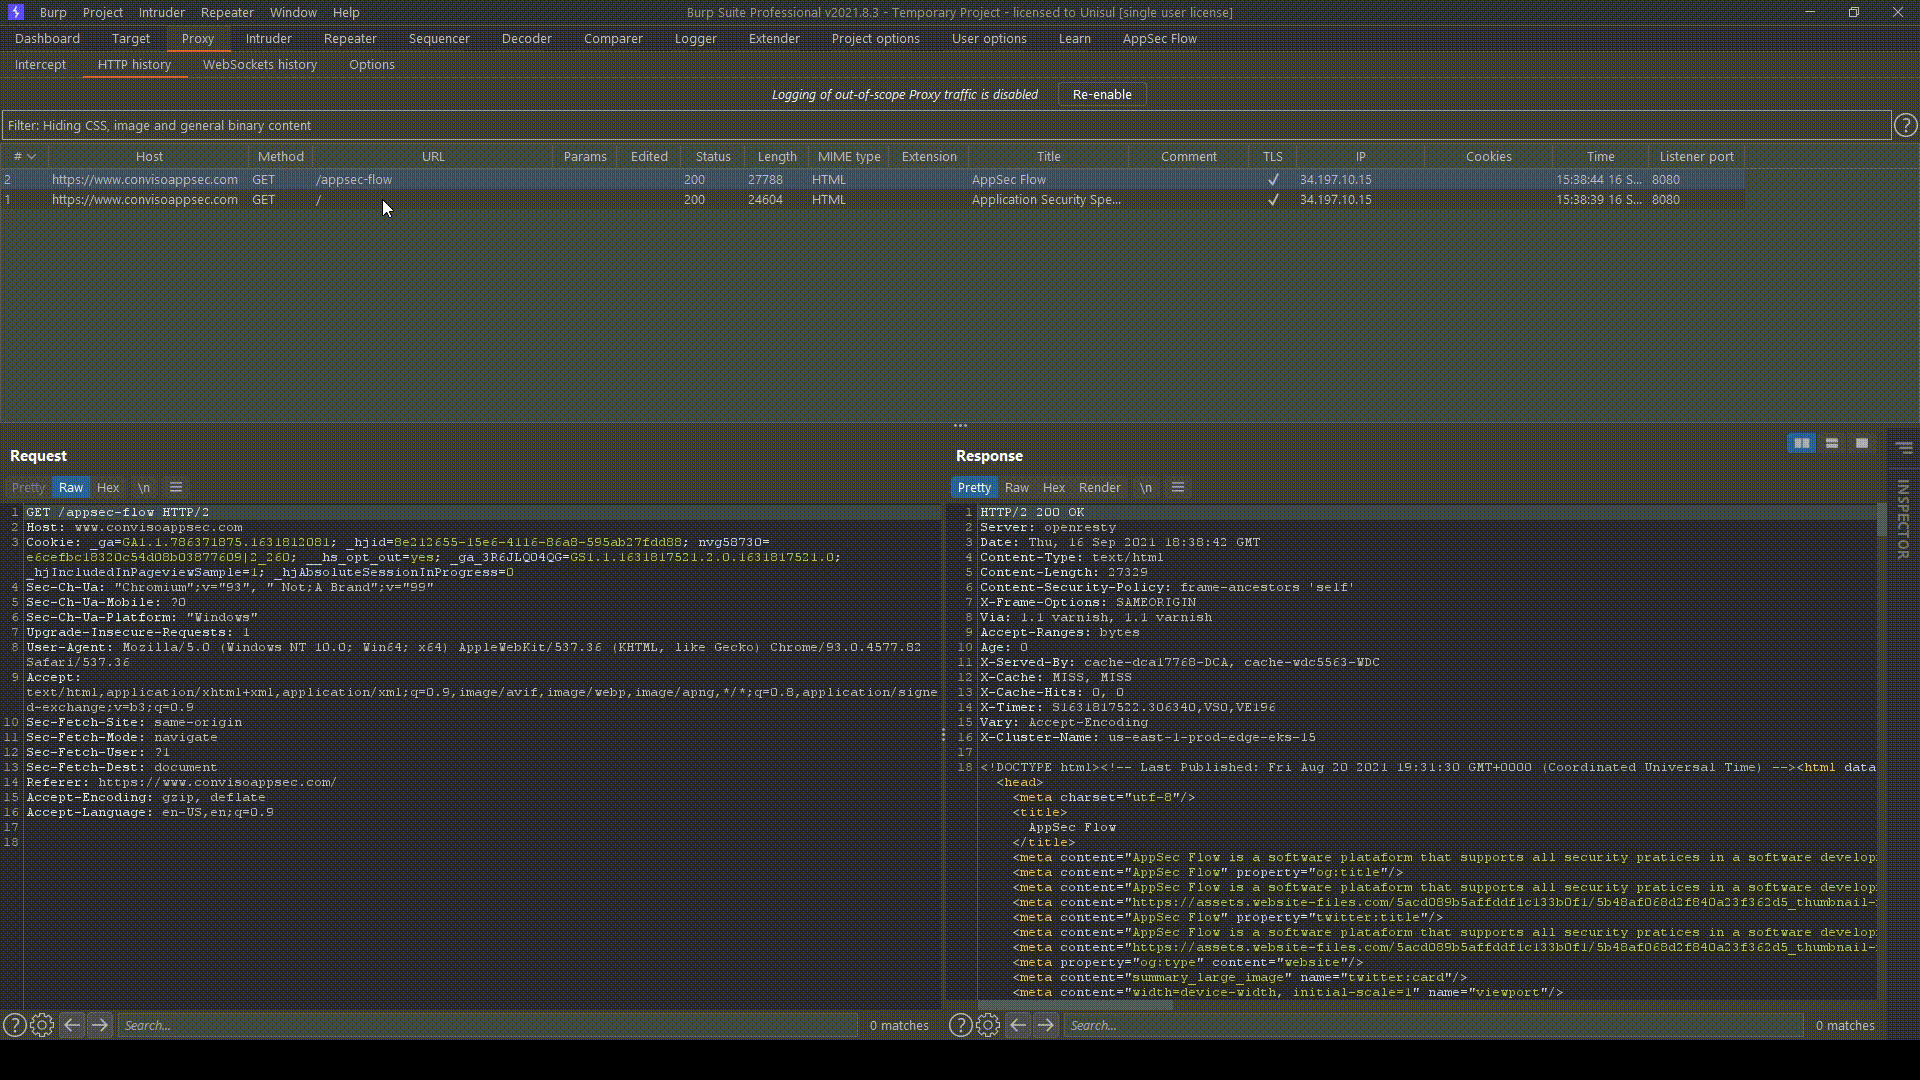 Burp Project Intruder Repeater Window Help
Burp Suite Professional v2021.8.3 - Temporary Project - licensed to Unisul [single user license]
Dashboard Target Proxy Intruder Repeater Sequencer Decoder Comparer Logger Extender Project options User options Learn AppSec Flow
Intercept HTTP history WebSockets history Options
Logging of out-of-scope Proxy traffic is disabled Re-enable
Filter: Hiding CSS, image and general binary content
?
# Host Method URL Params Edited Status Length MIME type Extension Title Comment TLS IP Cookies Time Listener port
2 https://www.convisoappsec.com GET /appsec-flow 200 27788 HTML AppSec Flow ✓ 34.197.10.15 15:38:44 16 S... 8080
1 https://www.convisoappsec.com GET / 200 24604 HTML Application Security Spe... ✓ 34.197.10.15 15:38:39 16 S... 8080
Request
Pretty Raw Hex \n
1 GET /appsec-flow HTTP/2
2 Host: www.convisoappsec.com
3 Cookie: _ga=GA1.1.786371875.1631812081; _hjid=8e212655-15e6-4116-86a8-595ab27fdd88; nvg58730=
e6cefbc18320c54d08b03877609|2_260; __hs_opt_out=yes; _ga_3R6JLQ04QG=GS1.1.1631817521.2.0.1631817521.0;
_hjIncludedInPageviewSample=1; _hjAbsoluteSessionInProgress=0
4 Sec-Ch-Ua: "Chromium";v="93", " Not;A Brand";v="99"
5 Sec-Ch-Ua-Mobile: ?0
6 Sec-Ch-Ua-Platform: "Windows"
7 Upgrade-Insecure-Requests: 1
8 User-Agent: Mozilla/5.0 (Windows NT 10.0; Win64; x64) AppleWebKit/537.36 (KHTML, like Gecko) Chrome/93.0.4577.82
Safari/537.36
9 Accept:
text/html,application/xhtml+xml,application/xml;q=0.9,image/avif,image/webp,image/apng,*/*;q=0.8,application/signe
d-exchange;v=b3;q=0.9
10 Sec-Fetch-Site: same-origin
11 Sec-Fetch-Mode: navigate
12 Sec-Fetch-User: ?1
13 Sec-Fetch-Dest: document
14 Referer: https://www.convisoappsec.com/
15 Accept-Encoding: gzip, deflate
16 Accept-Language: en-US,en;q=0.9
17
18
? Search... 0 matches
Response
Pretty Raw Hex Render \n
1 HTTP/2 200 OK
2 Server: openresty
3 Date: Thu, 16 Sep 2021 18:38:42 GMT
4 Content-Type: text/html
5 Content-Length: 27329
6 Content-Security-Policy: frame-ancestors 'self'
7 X-Frame-Options: SAMEORIGIN
8 Via: 1.1 varnish, 1.1 varnish
9 Accept-Ranges: bytes
10 Age: 0
11 X-Served-By: cache-dca17768-DCA, cache-wdc5563-WDC
12 X-Cache: MISS, MISS
13 X-Cache-Hits: 0, 0
14 X-Timer: S1631817522.306340,VS0,VE196
15 Vary: Accept-Encoding
16 X-Cluster-Name: us-east-1-prod-edge-eks-15
17
18 <!DOCTYPE html><!-- Last Published: Fri Aug 20 2021 19:31:30 GMT+0000 (Coordinated Universal Time) --><html data
<head>
<meta charset="utf-8"/>
<title>
AppSec Flow
</title>
<meta content="AppSec Flow is a software plataform that supports all security pratices in a software develop
<meta content="AppSec Flow" property="og:title"/>
<meta content="AppSec Flow is a software plataform that supports all security pratices in a software develop
<meta content="https://assets.website-files.com/5acd089b5affddf1c133b0f1/5b48af068d2f840a23f362d5_thumbnail-
<meta content="AppSec Flow" property="twitter:title"/>
<meta content="AppSec Flow is a software plataform that supports all security pratices in a software develop
<meta content="https://assets.website-files.com/5acd089b5affddf1c133b0f1/5b48af068d2f840a23f362d5_thumbnail-
<meta property="og:type" content="website"/>
<meta content="summary_large_image" name="twitter:card"/>
<meta content="width=device-width, initial-scale=1" name="viewport"/>
? Search... 0 matches
INSPECTOR